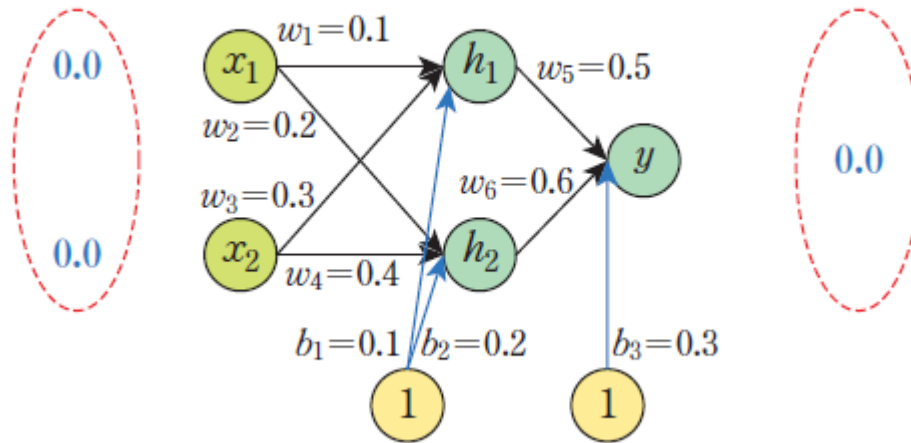 0.0
0.0
x₁
x₂
w₁=0.1
w₂=0.2
w₃=0.3
w₄=0.4
h₁
h₂
w₅=0.5
w₆=0.6
y
0.0
b₁=0.1
b₂=0.2
b₃=0.3
1
1